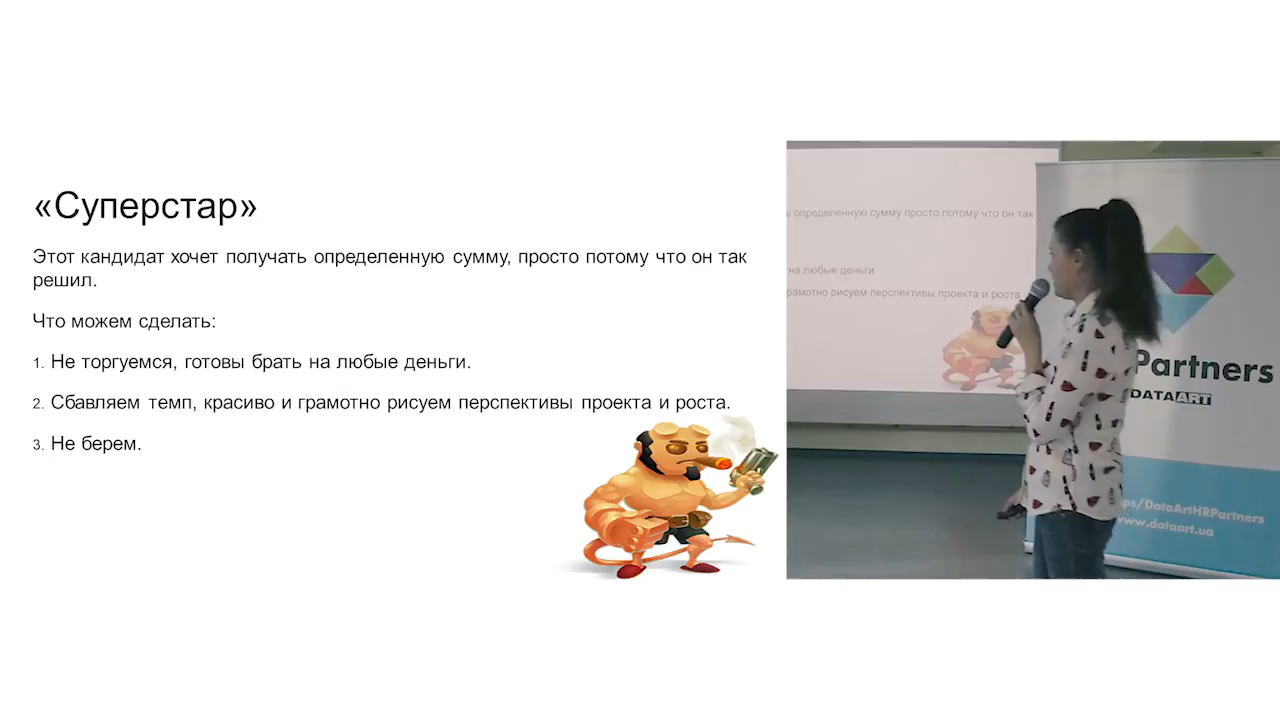 «Суперстар»
Этот кандидат хочет получать определенную сумму, просто потому что он так
решил.
Что можем сделать:
1. Не торгуемся, готовы брать на любые деньги.
2. Сбавляем темп, красиво и грамотно рисуем перспективы проекта и роста.
3. Не берем.
определенную сумму просто потому что он так
на любые деньги
грамотно рисуем перспективы проекта и роста
Partners
DATAART
/DataArtHRPartners
www.dataart.ua